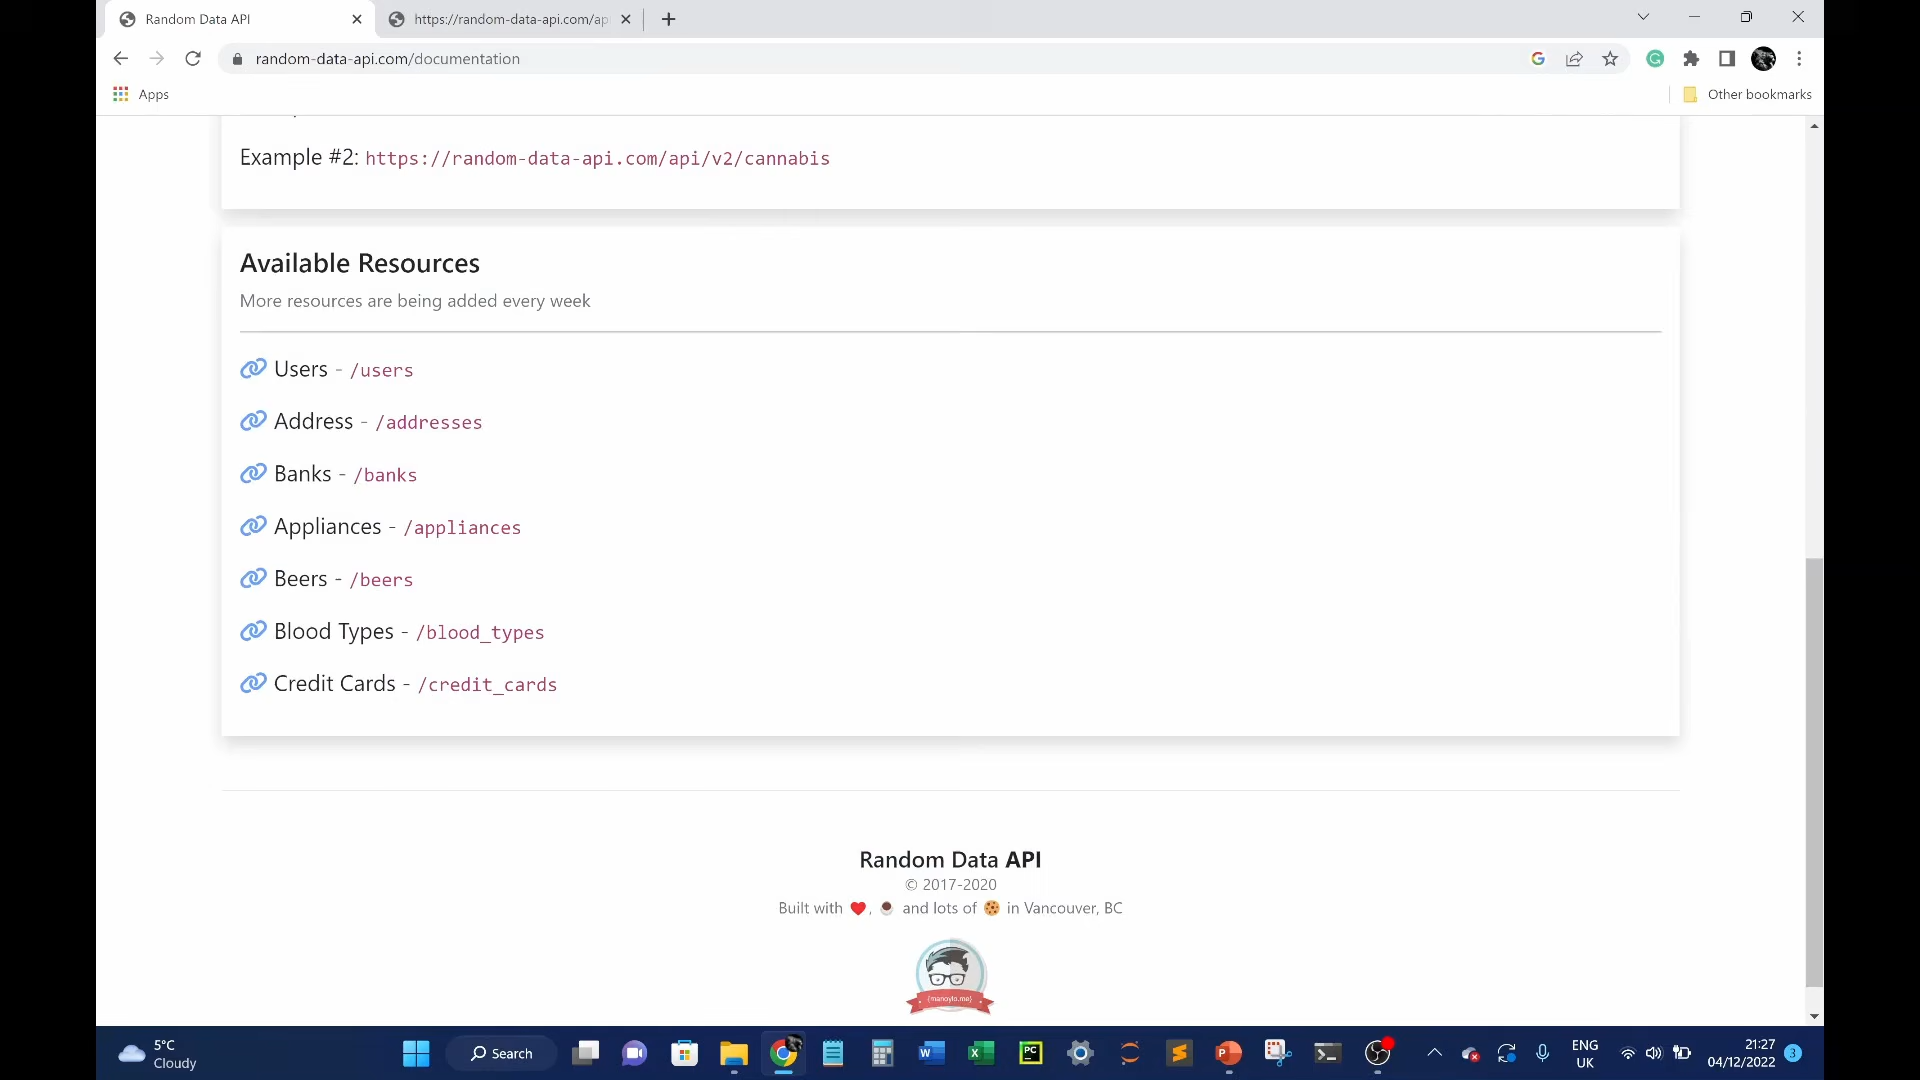 Random Data API
https://random-data-api.com/ap
random-data-api.com/documentation
Apps
Other bookmarks
Example #2: https://random-data-api.com/api/v2/cannabis
Available Resources
More resources are being added every week
Users - /users
Address - /addresses
Banks - /banks
Appliances - /appliances
Beers - /beers
Blood Types - /blood_types
Credit Cards - /credit_cards
Random Data API
© 2017-2020
Built with ❤️, ☕ and lots of 🍪 in Vancouver, BC
{manoylo.me}
5°C
Cloudy
Search
ENG
UK
21:27
04/12/2022
3